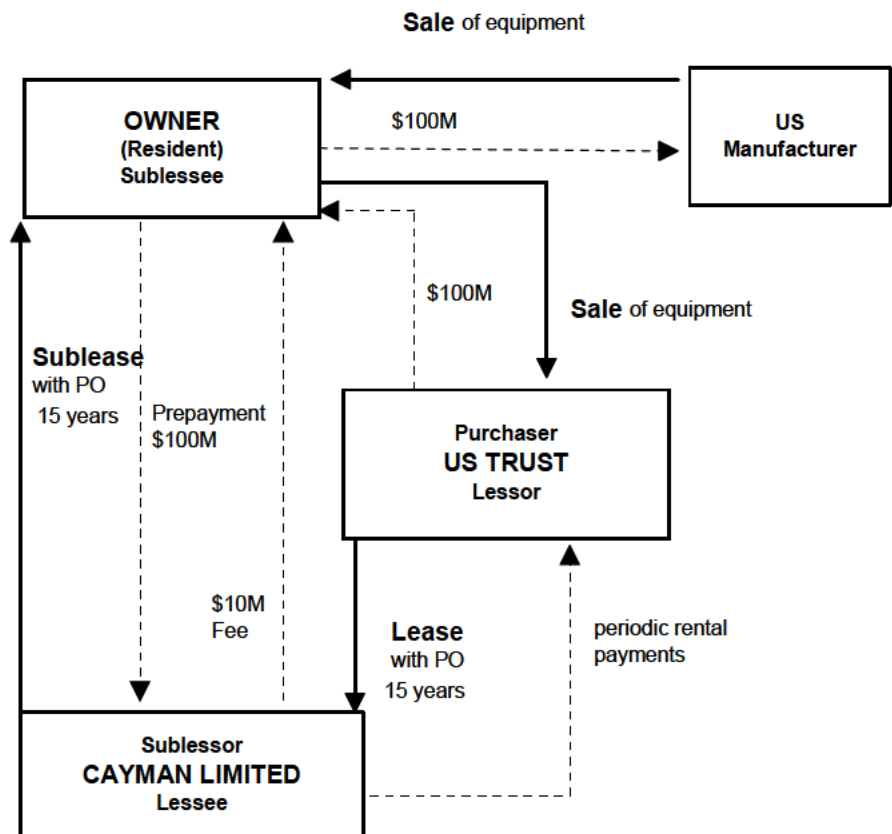 Sale of equipment
OWNER
(Resident)
Sublessee
$100M
US
Manufacturer
$100M
Sale of equipment
Sublease
with PO
15 years
Prepayment
$100M
Purchaser
US TRUST
Lessor
$10M
Fee
Lease
with PO
15 years
periodic rental
payments
Sublessor
CAYMAN LIMITED
Lessee